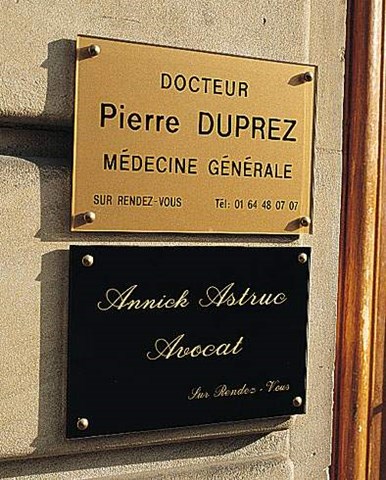 DOCTEUR
Pierre DUPREZ
MÉDECINE GÉNÉRALE
SUR RENDEZ-VOUS Tél: 01 64 48 07 07
Annick Astruc
Avocat
Sur Rendez-Vous